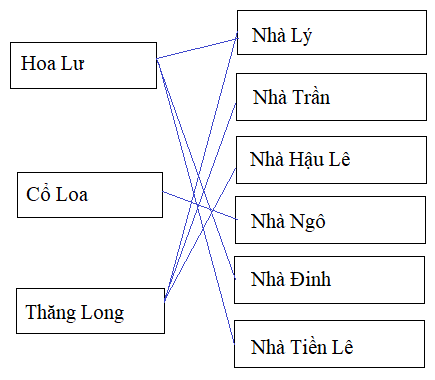 Hoa Lư
Cổ Loa
Thăng Long
Nhà Lý
Nhà Trần
Nhà Hậu Lê
Nhà Ngô
Nhà Đinh
Nhà Tiền Lê